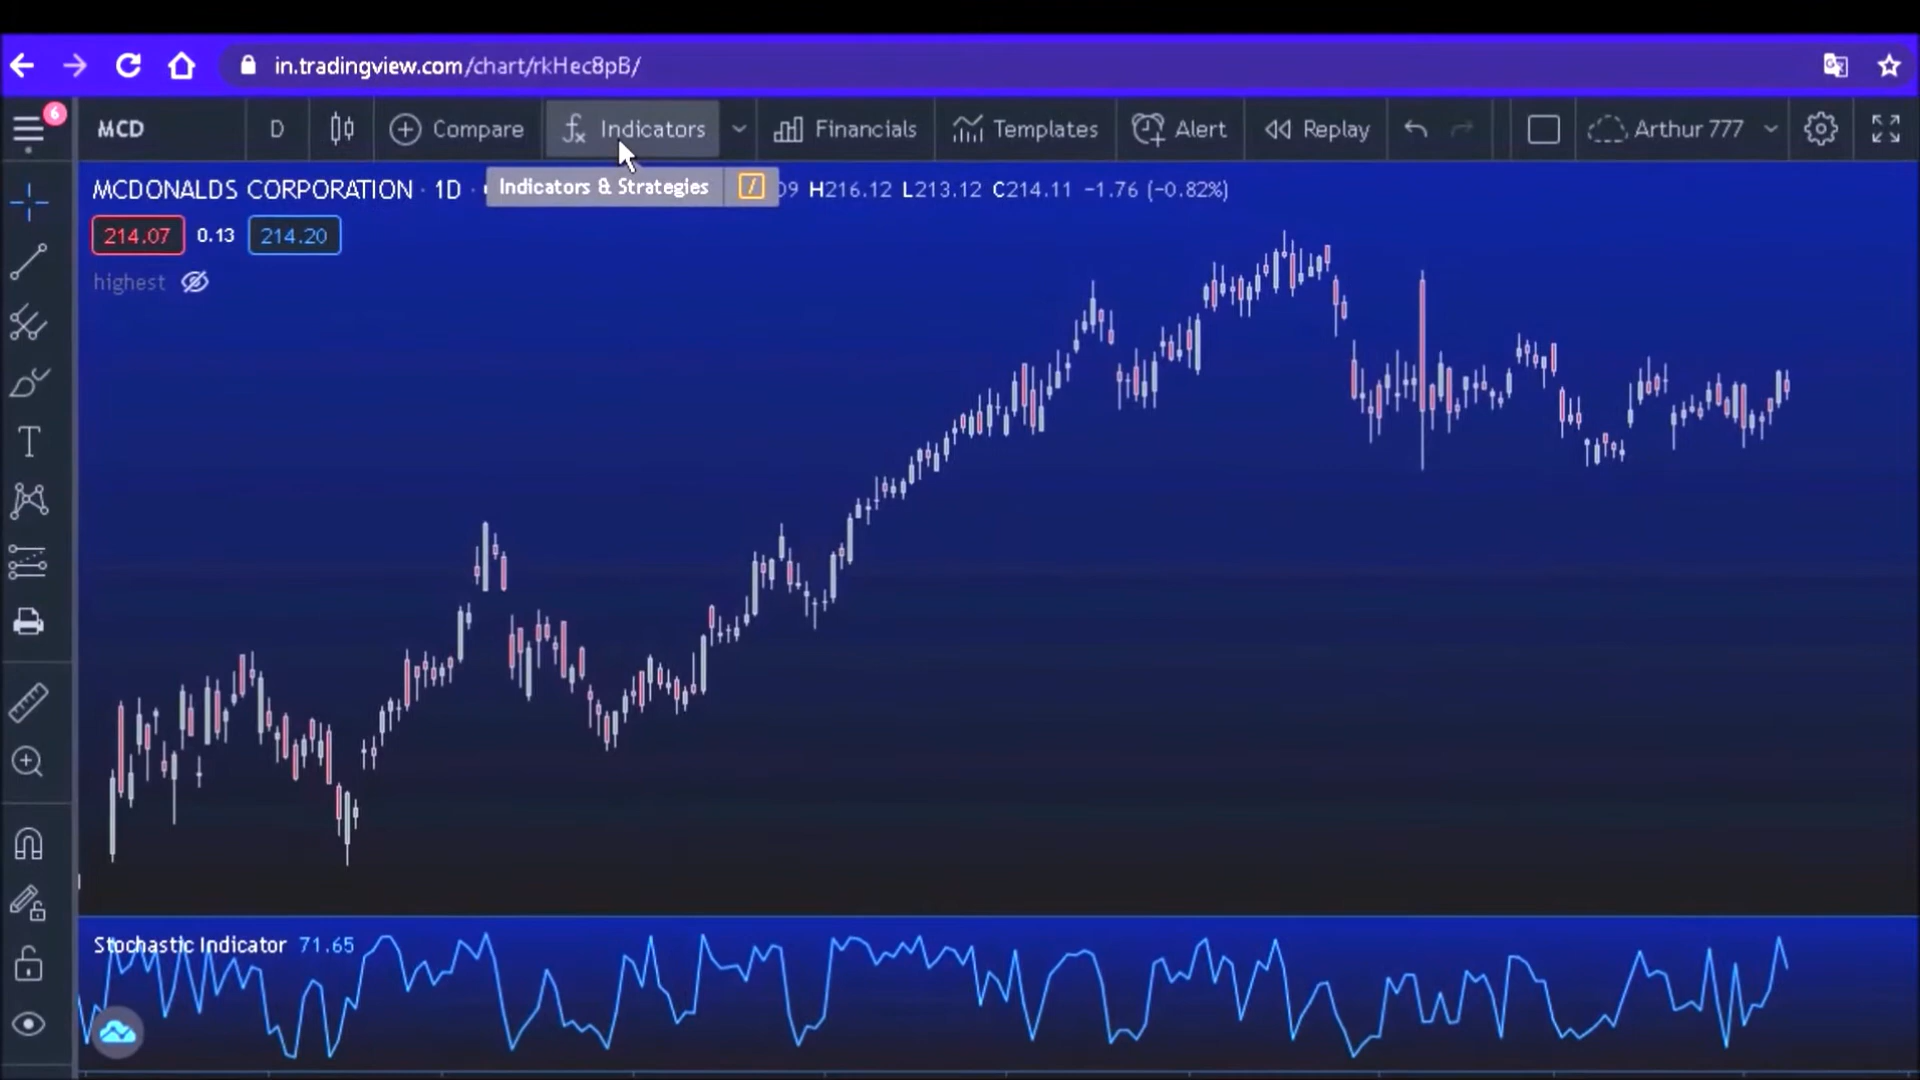 in.tradingview.com/chart/rkHec8pB/
6
MCD D Compare Indicators Financials Templates Alert Replay Arthur 777
MCDONALDS CORPORATION · 1D · Indicators & Strategies / 09 H216.12 L213.12 C214.11 −1.76 (−0.82%)
214.07 0.13 214.20
highest
T
Stochastic Indicator 71.65